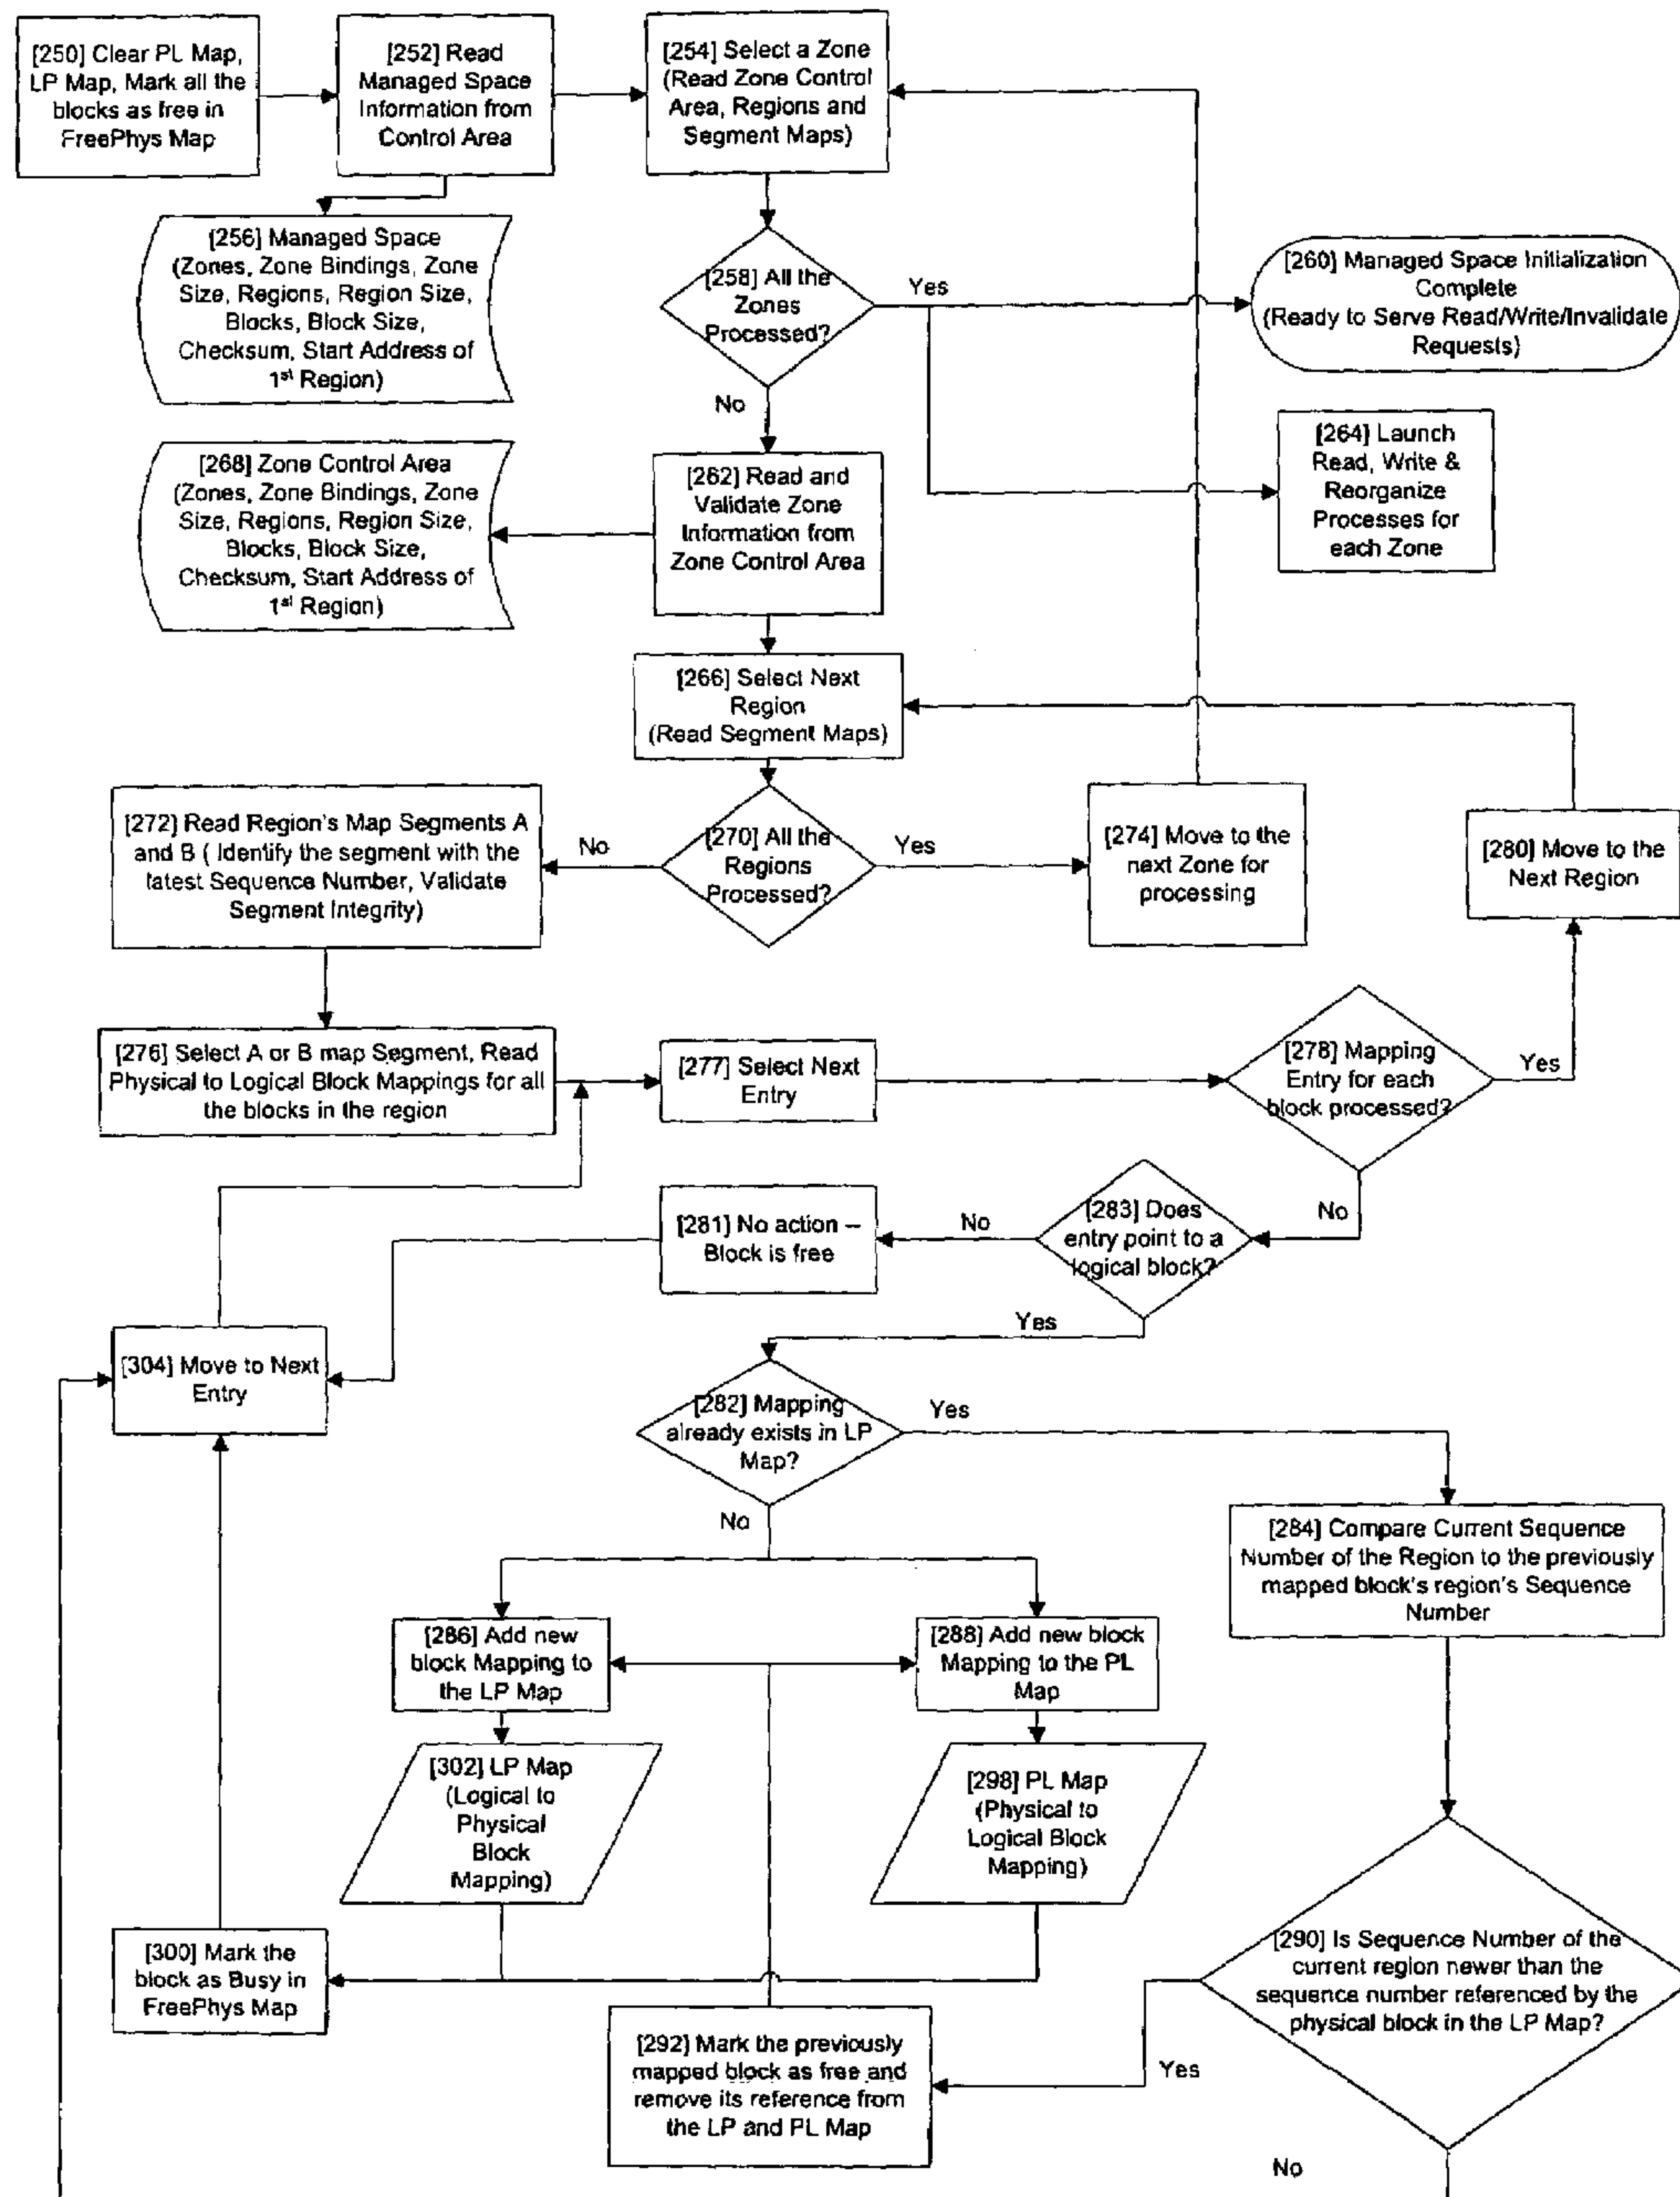 [250] Clear PL Map,
LP Map, Mark all the
blocks as free in
FreePhys Map
[252] Read
Managed Space
Information from
Control Area
[254] Select a Zone
(Read Zone Control
Area, Regions and
Segment Maps)
[256] Managed Space
(Zones, Zone Bindings, Zone
Size, Regions, Region Size,
Blocks, Block Size,
Checksum, Start Address of
1st Region)
[258] All the
Zones
Processed?
Yes
No
[260] Managed Space Initialization
Complete
(Ready to Serve Read/Write/Invalidate
Requests)
[264] Launch
Read, Write &
Reorganize
Processes for
each Zone
[268] Zone Control Area
(Zones, Zone Bindings, Zone
Size, Regions, Region Size,
Blocks, Block Size,
Checksum, Start Address of
1st Region)
[262] Read and
Validate Zone
Information from
Zone Control Area
[266] Select Next
Region
(Read Segment Maps)
[272] Read Region's Map Segments A
and B ( Identify the segment with the
latest Sequence Number, Validate
Segment Integrity)
No
[270] All the
Regions
Processed?
Yes
[274] Move to the
next Zone for
processing
[280] Move to the
Next Region
[276] Select A or B map Segment, Read
Physical to Logical Block Mappings for all
the blocks in the region
[277] Select Next
Entry
[278] Mapping
Entry for each
block processed?
Yes
No
[281] No action –
Block is free
No
[283] Does
entry point to a
logical block?
Yes
[304] Move to Next
Entry
[282] Mapping
already exists in LP
Map?
Yes
No
[284] Compare Current Sequence
Number of the Region to the previously
mapped block's region's Sequence
Number
[286] Add new
block Mapping to
the LP Map
[288] Add new block
Mapping to the PL
Map
[302] LP Map
(Logical to
Physical
Block
Mapping)
[298] PL Map
(Physical to
Logical Block
Mapping)
[300] Mark the
block as Busy in
FreePhys Map
[290] Is Sequence Number of the
current region newer than the
sequence number referenced by the
physical block in the LP Map?
[292] Mark the previously
mapped block as free and
remove its reference from
the LP and PL Map
Yes
No